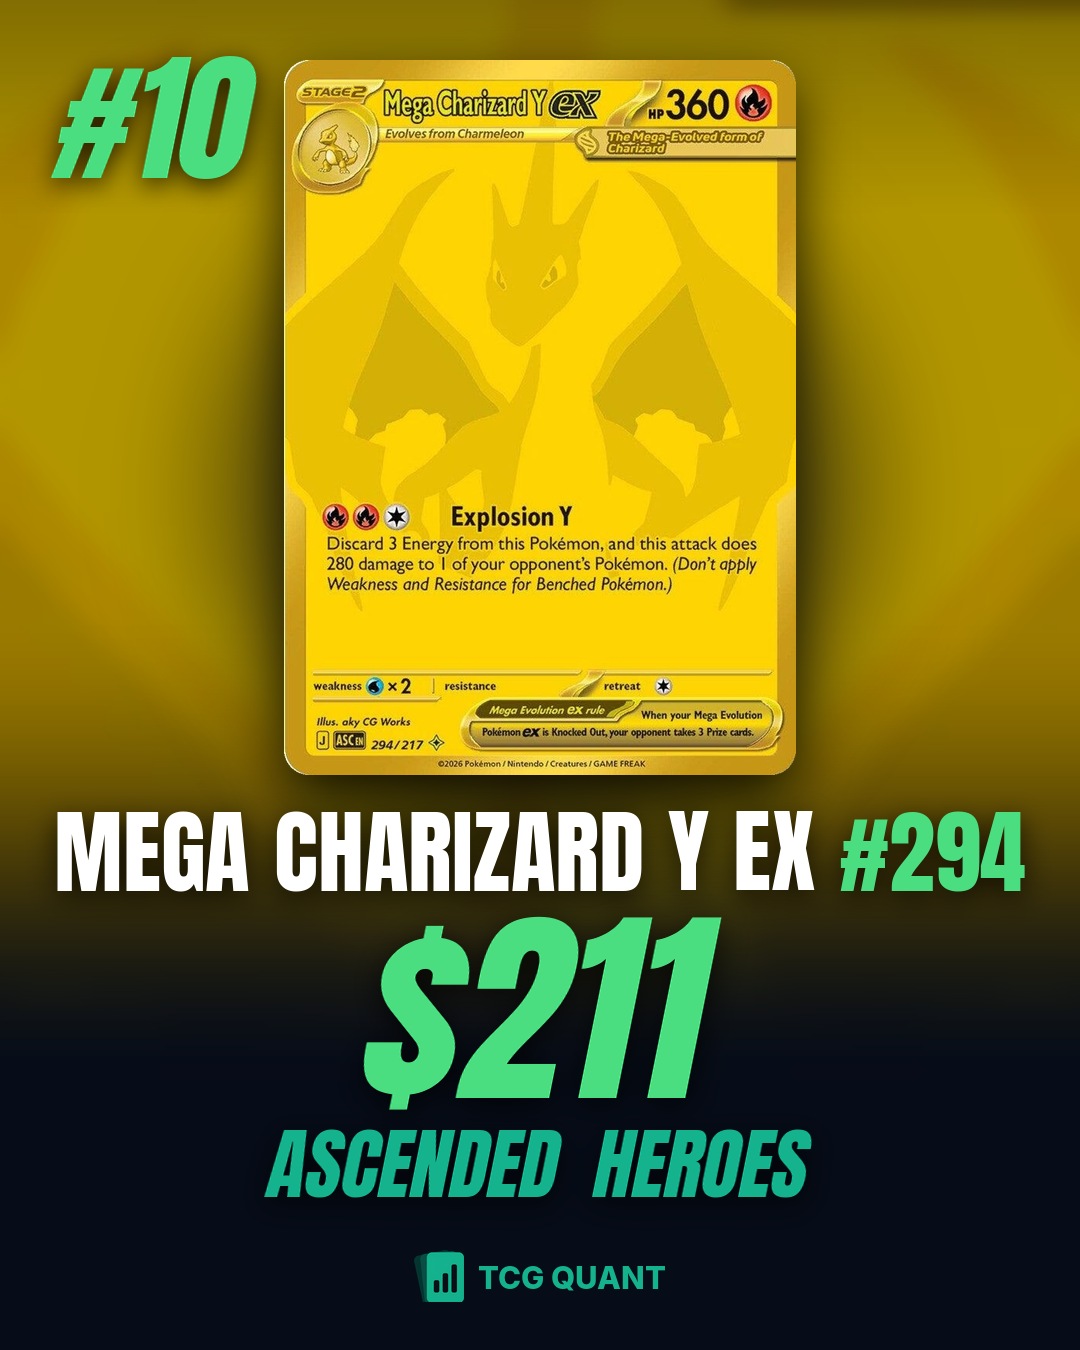 #10
STAGE2
Mega Charizard Y ex
HP 360
Evolves from Charmeleon
The Mega-Evolved form of
Charizard
Explosion Y
Discard 3 Energy from this Pokémon, and this attack does
280 damage to 1 of your opponent's Pokémon. (Don't apply
Weakness and Resistance for Benched Pokémon.)
weakness ×2 resistance retreat
Mega Evolution ex rule When your Mega Evolution
Pokémon ex is Knocked Out, your opponent takes 3 Prize cards.
Illus. aky CG Works
J ASC EN 294/217
©2026 Pokémon / Nintendo / Creatures / GAME FREAK
MEGA CHARIZARD Y EX #294
$211
ASCENDED HEROES
TCG QUANT